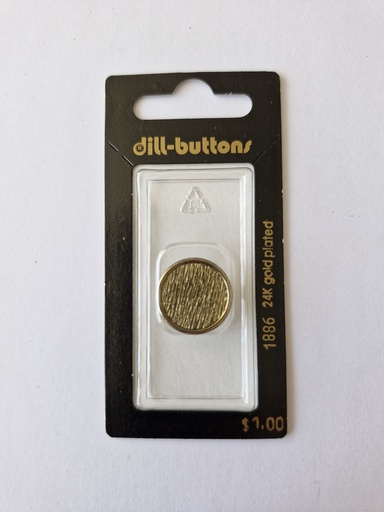 dill-buttons
1886 24K gold plated
$1.00